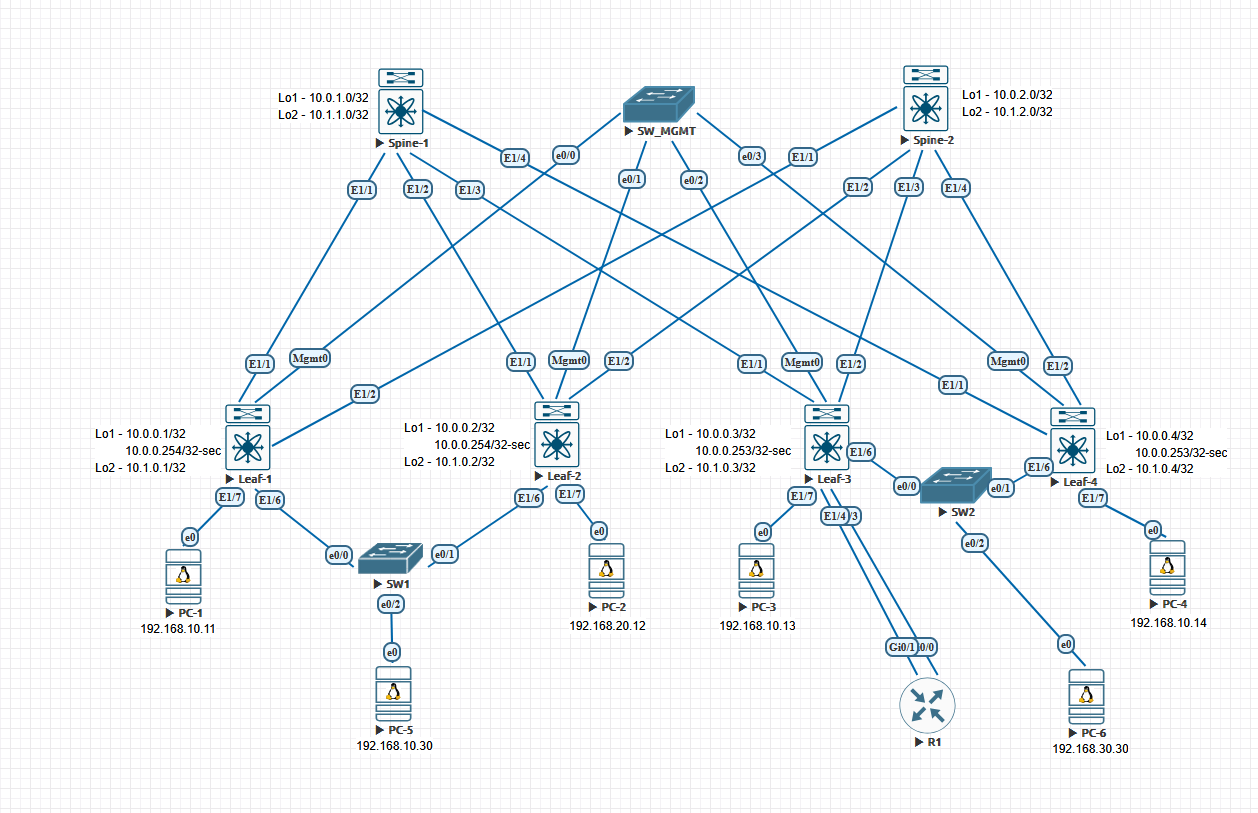 Lo1 - 10.0.1.0/32
Lo2 - 10.1.1.0/32
Spine-1
SW_MGMT
Lo1 - 10.0.2.0/32
Lo2 - 10.1.2.0/32
Spine-2
E1/4
e0/0
e0/3
E1/1
E1/1
E1/2
E1/3
e0/1
e0/2
E1/2
E1/3
E1/4
E1/1
Mgmt0
E1/2
E1/1
Mgmt0
E1/2
E1/1
Mgmt0
E1/2
E1/1
Mgmt0
E1/2
Lo1 - 10.0.0.1/32
10.0.0.254/32-sec
Lo2 - 10.1.0.1/32
Leaf-1
Lo1 - 10.0.0.2/32
10.0.0.254/32-sec
Lo2 - 10.1.0.2/32
Leaf-2
Lo1 - 10.0.0.3/32
10.0.0.253/32-sec
Lo2 - 10.1.0.3/32
Leaf-3
Lo1 - 10.0.0.4/32
10.0.0.253/32-sec
Lo2 - 10.1.0.4/32
Leaf-4
E1/6
e0/0
e0/1
E1/6
SW2
e0/2
E1/7
E1/6
E1/6
E1/7
E1/7
E1/4
/3
E1/7
e0
e0/0
e0/1
SW1
e0/2
e0
e0
e0
PC-1
192.168.10.11
PC-2
192.168.20.12
PC-3
192.168.10.13
PC-4
192.168.10.14
e0
PC-5
192.168.10.30
Gi0/1
i0/0
R1
e0
PC-6
192.168.30.30